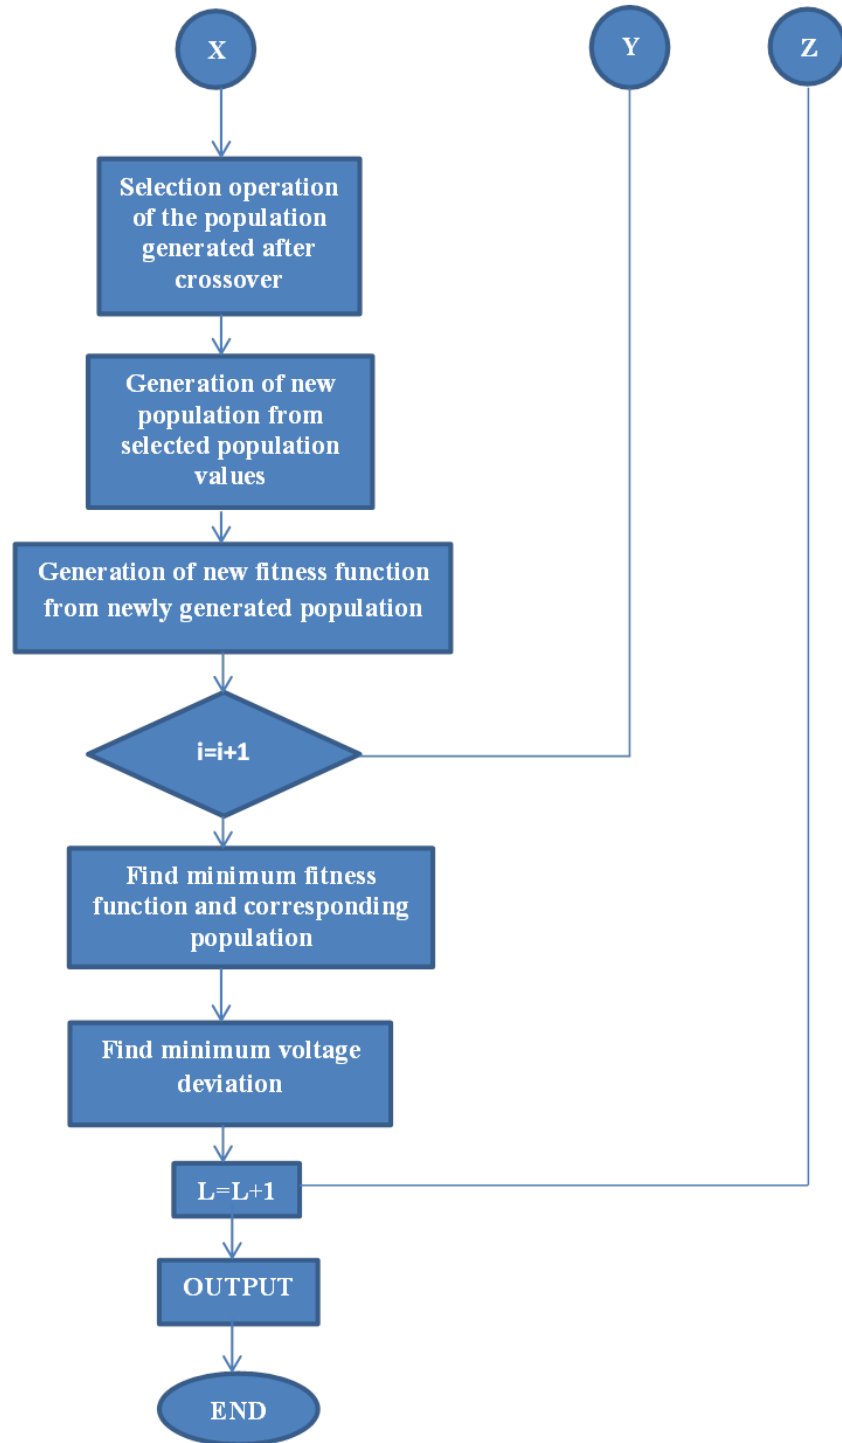 X
Y
Z
Selection operation
of the population
generated after
crossover
Generation of new
population from
selected population
values
Generation of new fitness function
from newly generated population
i=i+1
Find minimum fitness
function and corresponding
population
Find minimum voltage
deviation
L=L+1
OUTPUT
END